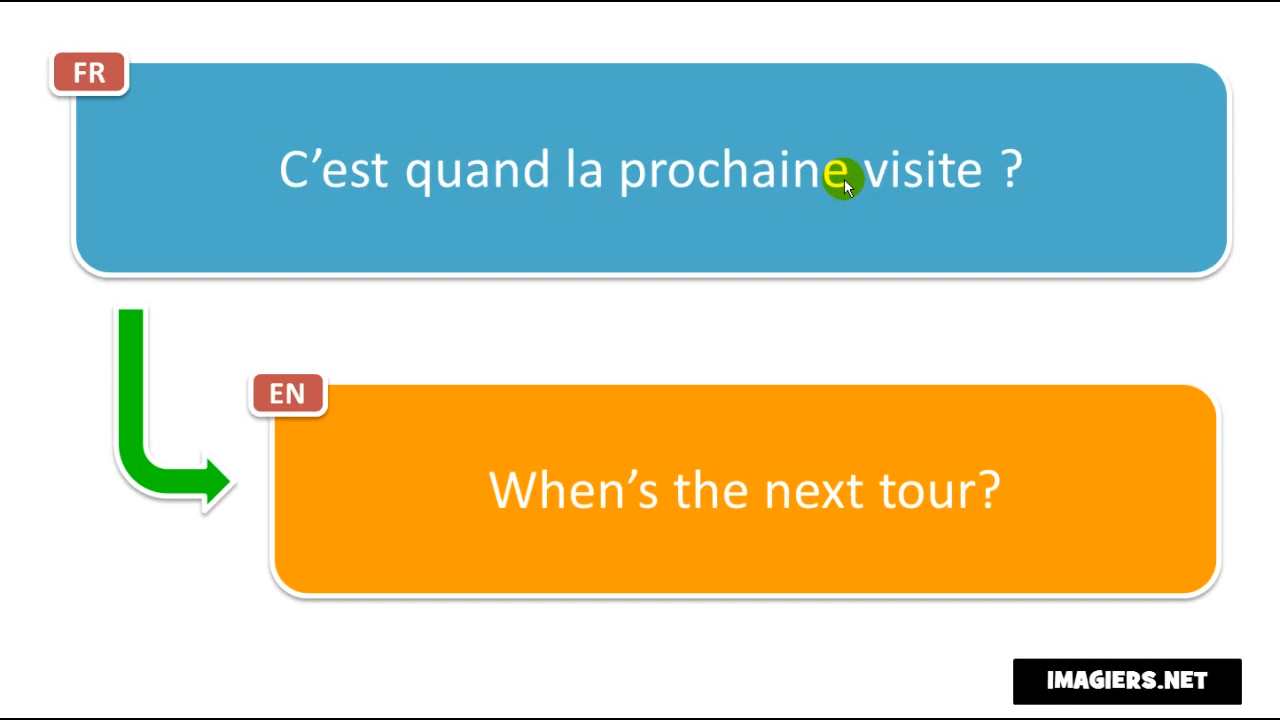 FR
C’est quand la prochaine visite ?
EN
When’s the next tour?
IMAGIERS.NET